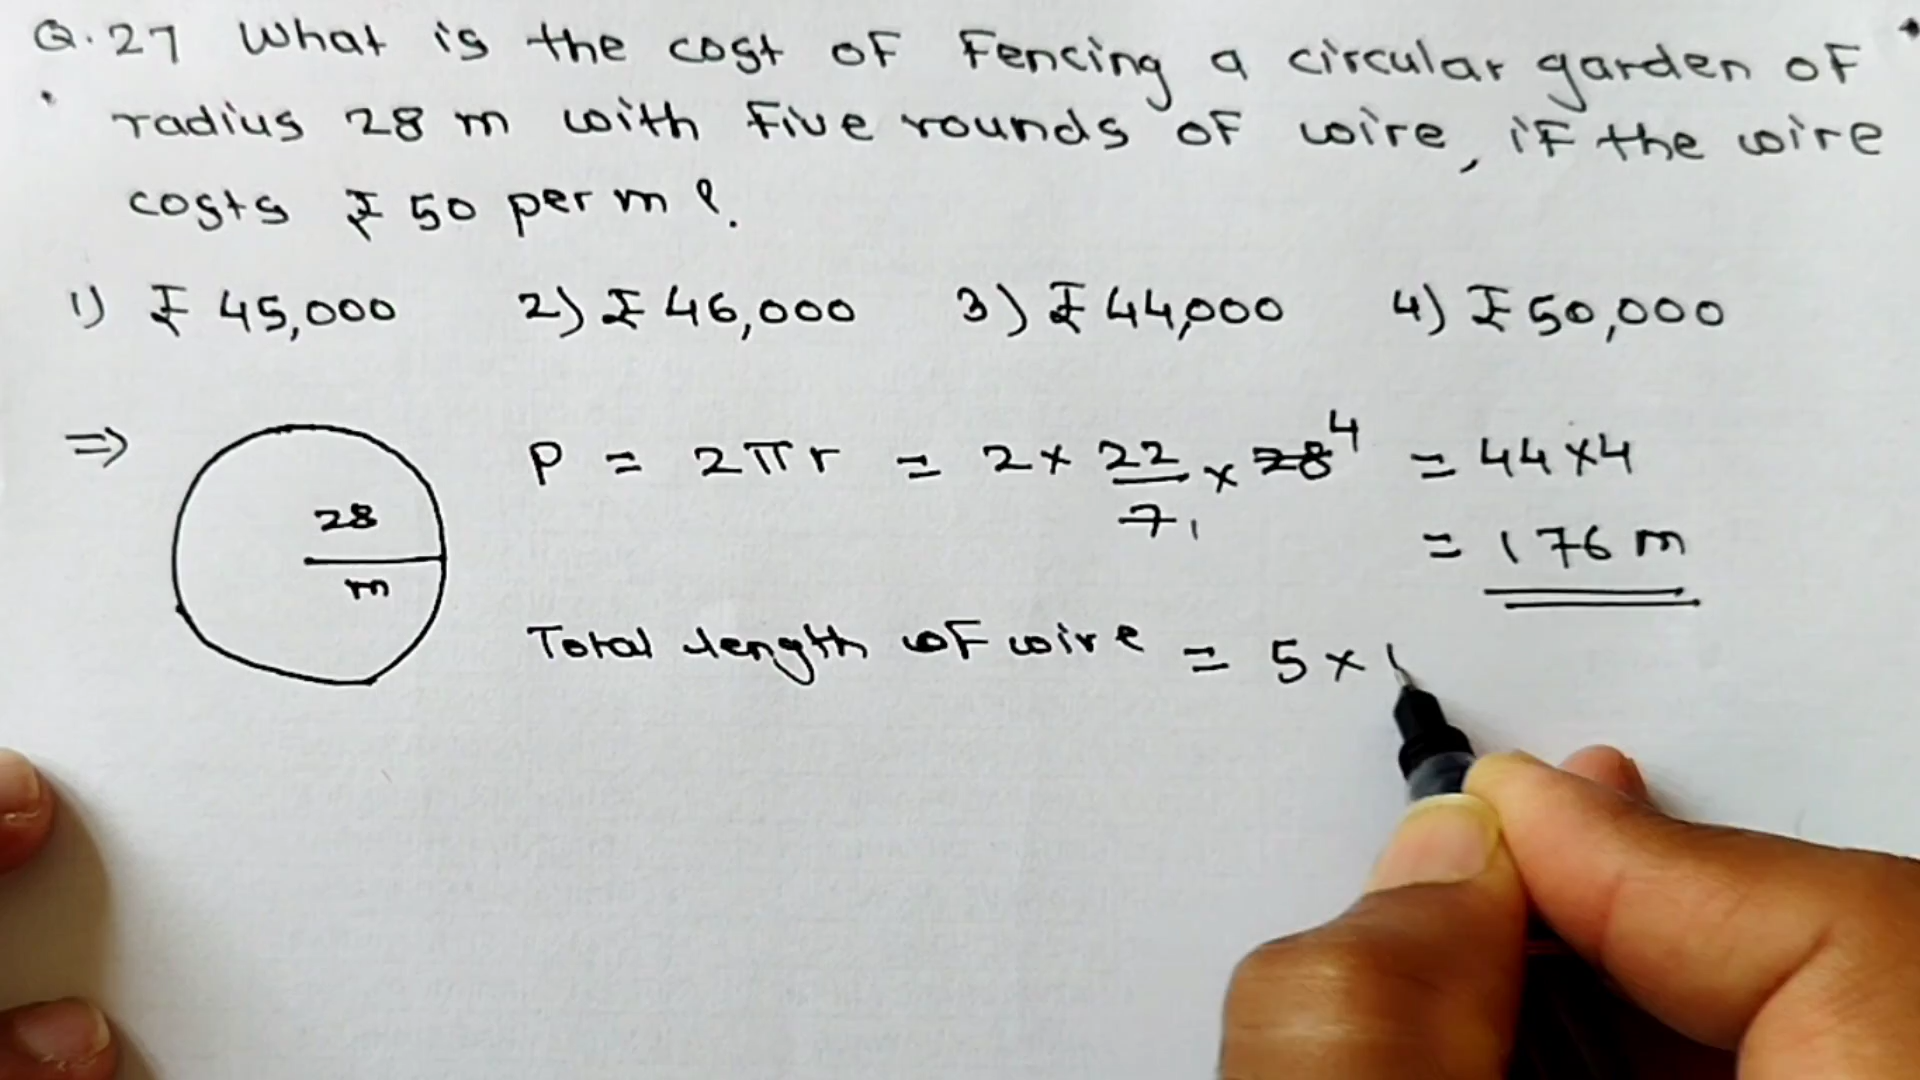 Q.27 What is the cost of fencing a circular garden of
radius 28 m with five rounds of wire, if the wire
costs ₹ 50 per m ?.
1) ₹ 45,000 2) ₹ 46,000 3) ₹ 44,000 4) ₹ 50,000
⇒ P = 2πr = 2 × 22/7 1 × 28 4 = 44 × 4
28
m
= 176 m
Total length of wire = 5 ×